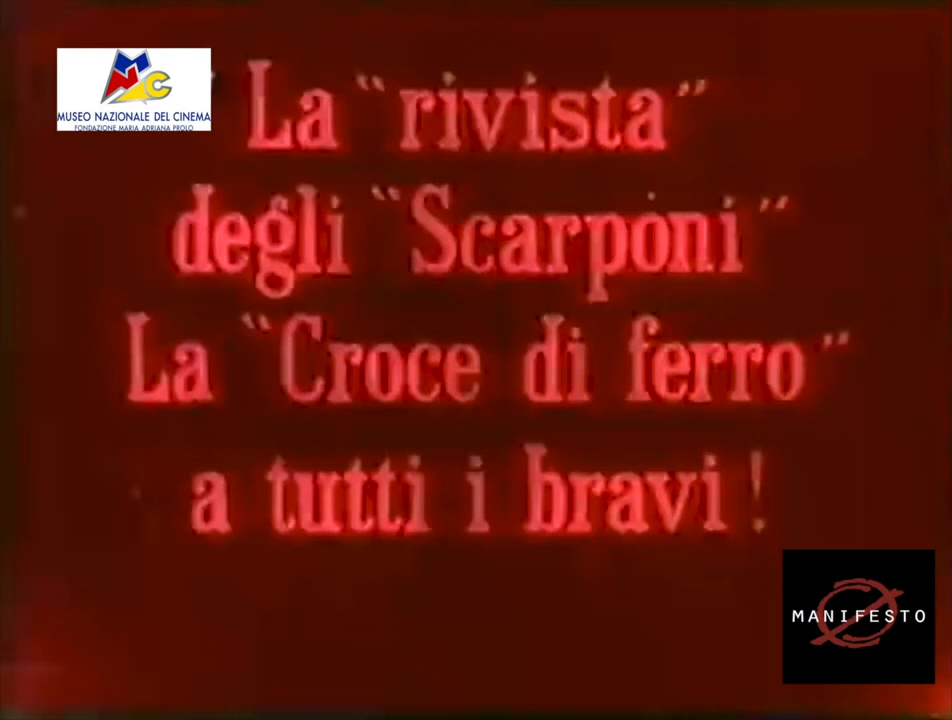 MUSEO NAZIONALE DEL CINEMA
FONDAZIONE MARIA ADRIANA PROLO
La "rivista"
degli "Scarponi"
La "Croce di ferro"
a tutti i bravi!
MANIFESTO